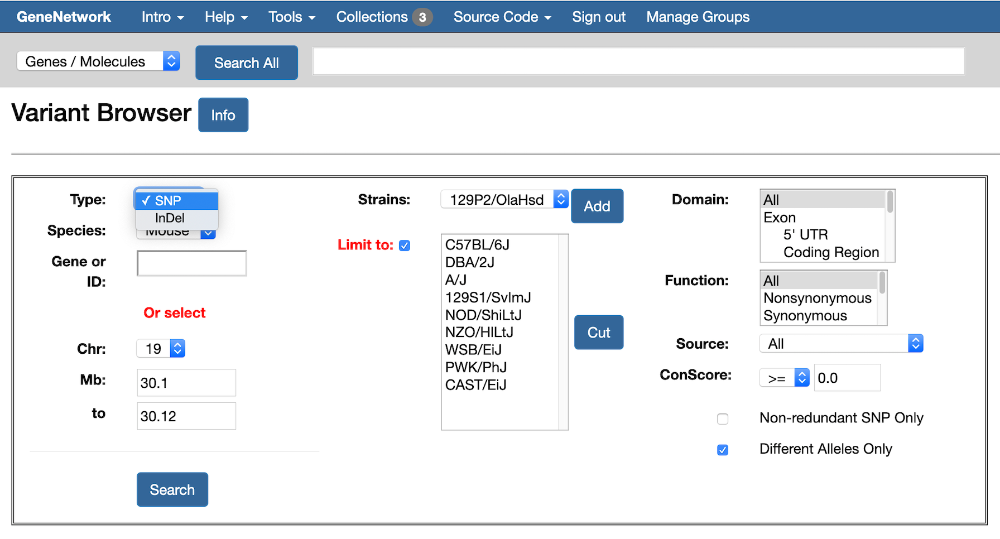 GeneNetwork Intro Help Tools Collections 3 Source Code Sign out Manage Groups
Genes / Molecules Search All
Variant Browser Info
Type: ✓ SNP
InDel
Species: Mouse
Gene or
ID:
Or select
Chr: 19
Mb: 30.1
to 30.12
Search
Strains: 129P2/OlaHsd Add
Limit to:
C57BL/6J
DBA/2J
A/J
129S1/SvImJ
NOD/ShiLtJ
NZO/HlLtJ
WSB/EiJ
PWK/PhJ
CAST/EiJ
Cut
Domain: All
Exon
5' UTR
Coding Region
Function: All
Nonsynonymous
Synonymous
Source: All
ConScore: >= 0.0
Non-redundant SNP Only
Different Alleles Only